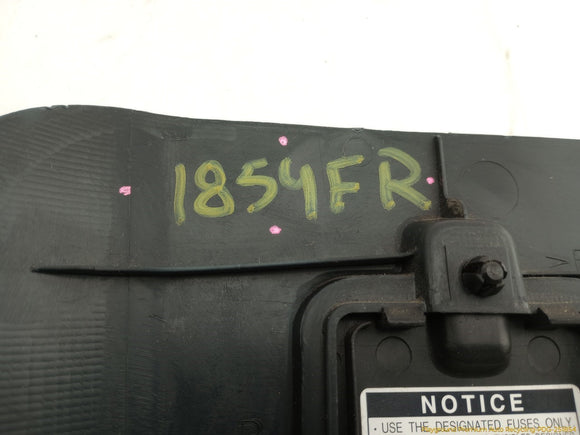 1854FR
NOTICE
· USE THE DESIGNATED FUSES ONLY